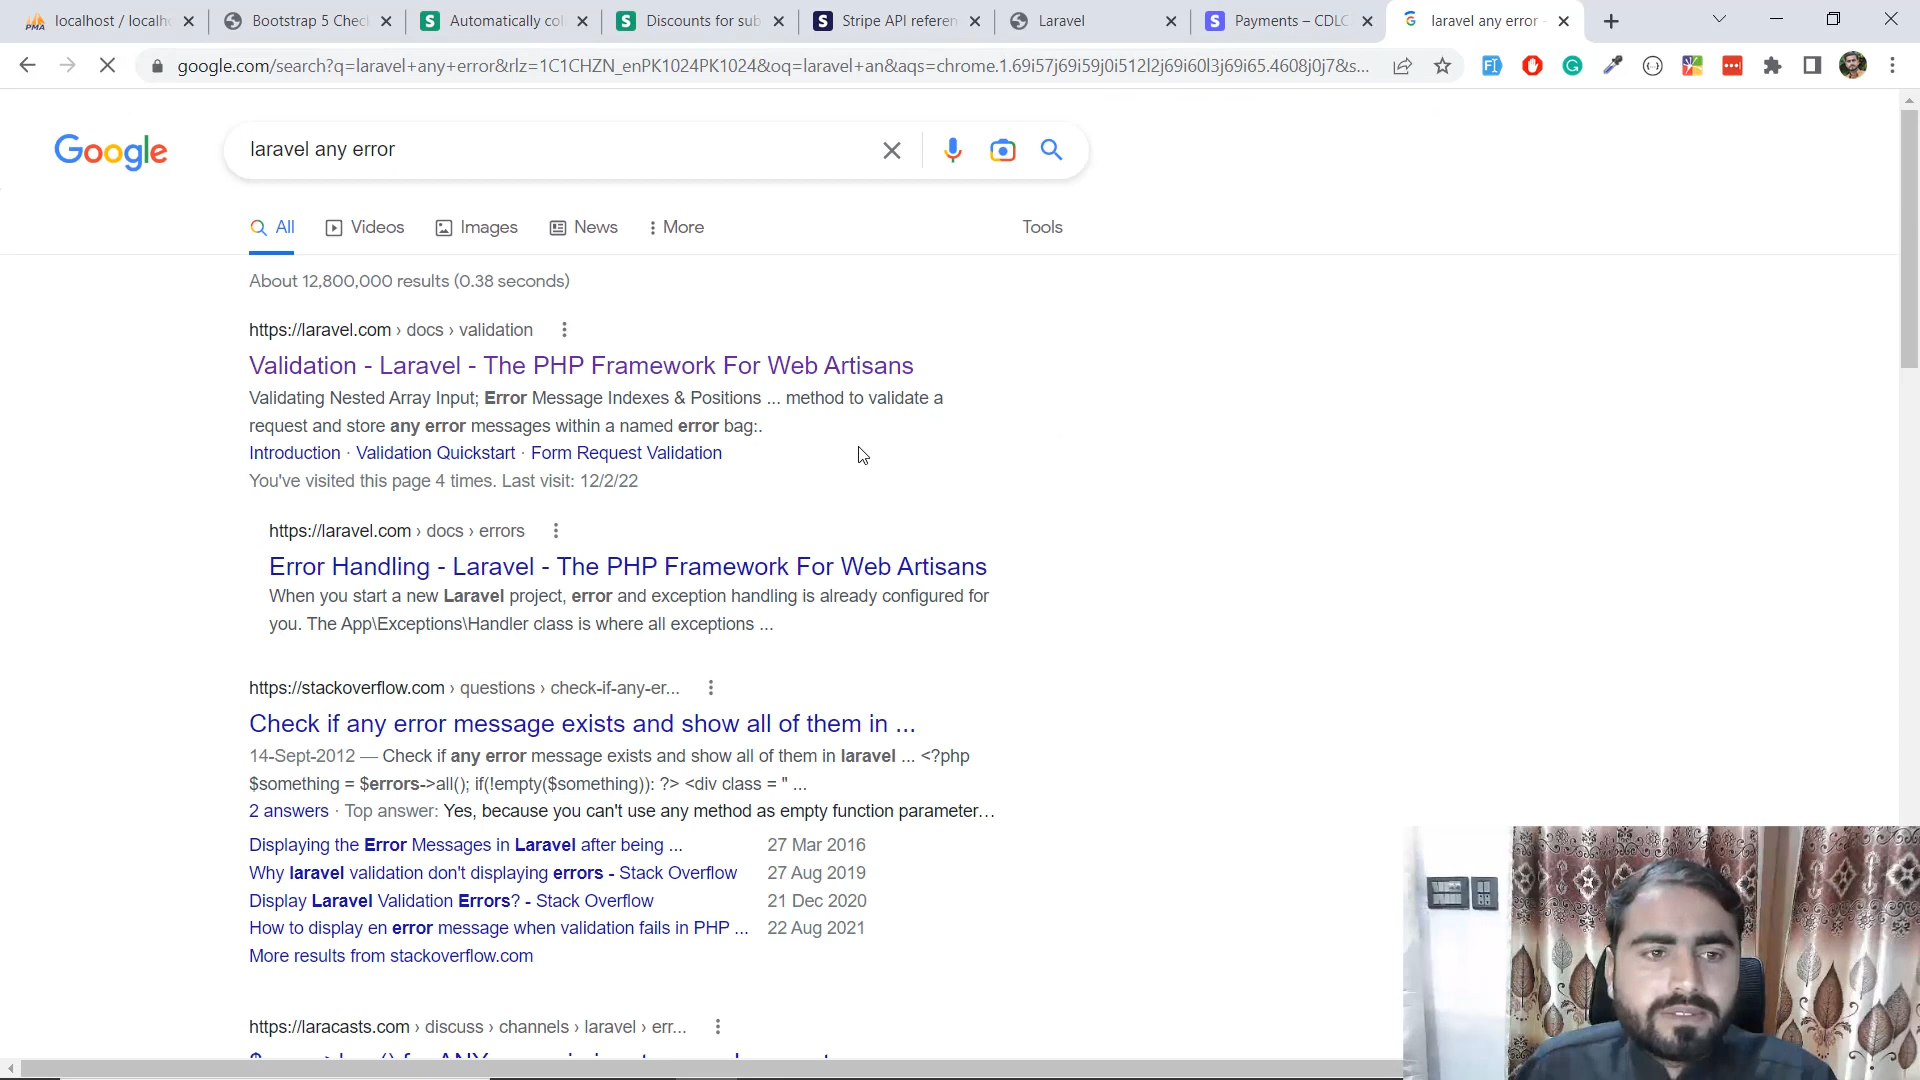 localhost / localh
Bootstrap 5 Chec
Automatically col
Discounts for sub
Stripe API referen
Laravel
Payments – CDLC
laravel any error -
google.com/search?q=laravel+any+error&rlz=1C1CHZN_enPK1024PK1024&oq=laravel+an&aqs=chrome.1.69i57j69i59j0i512l2j69i60l3j69i65.4608j0j7&s...
Google
laravel any error
All
Videos
Images
News
More
Tools
About 12,800,000 results (0.38 seconds)
https://laravel.com › docs › validation
Validation - Laravel - The PHP Framework For Web Artisans
Validating Nested Array Input; Error Message Indexes & Positions ... method to validate a
request and store any error messages within a named error bag:.
Introduction · Validation Quickstart · Form Request Validation
You've visited this page 4 times. Last visit: 12/2/22
https://laravel.com › docs › errors
Error Handling - Laravel - The PHP Framework For Web Artisans
When you start a new Laravel project, error and exception handling is already configured for
you. The App\Exceptions\Handler class is where all exceptions ...
https://stackoverflow.com › questions › check-if-any-er...
Check if any error message exists and show all of them in ...
14-Sept-2012 — Check if any error message exists and show all of them in laravel ... <?php
$something = $errors->all(); if(!empty($something)): ?> <div class = " ...
2 answers · Top answer: Yes, because you can't use any method as empty function parameter…
Displaying the Error Messages in Laravel after being ... 27 Mar 2016
Why laravel validation don't displaying errors - Stack Overflow 27 Aug 2019
Display Laravel Validation Errors? - Stack Overflow 21 Dec 2020
How to display en error message when validation fails in PHP ... 22 Aug 2021
More results from stackoverflow.com
https://laracasts.com › discuss › channels › laravel › err...